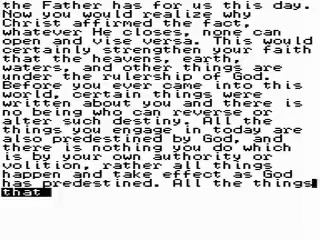 the Father has for us this day.
Now you would realize why
Christ affirmed the fact,
whatever He closes, none can
open and vise versa. This would
certainly strengthen your faith
that the heavens, earth,
waters, and other things are
under the rulership of God.
Before you ever came into this
world, certain things were
written about you and there is
no being who can reverse or
alter such destiny. All the
things you engage in today are
also predestined by God, and
there is nothing you do which
is by your own authority or
volition, rather all things
happen and take effect as God
has predestined. All the things
that